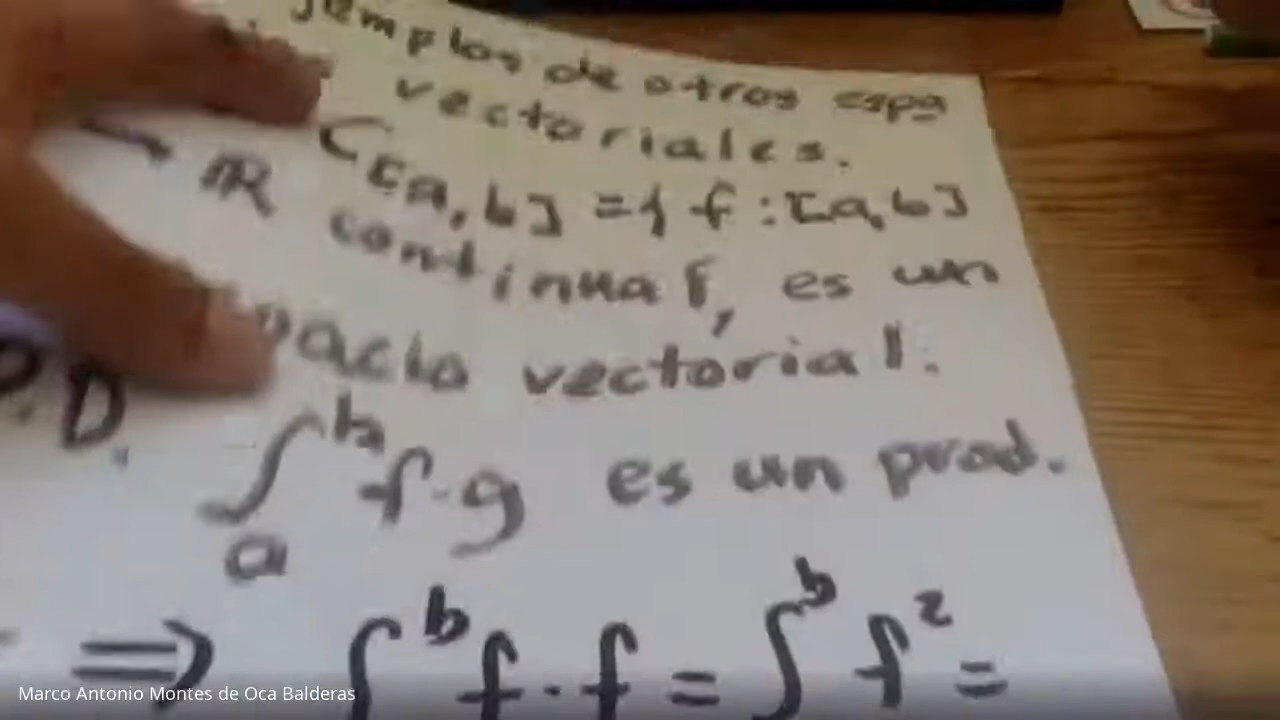 jemplos de otros espa
vectoriales.
C[a,b] = { f : [a,b]
→ ℝ continua}, es un
pacio vectorial.
P.D. ∫ₐᵇ f·g es un prod.
⇒ ∫ᵇ f·f = ∫ᵇ f² =
Marco Antonio Montes de Oca Balderas